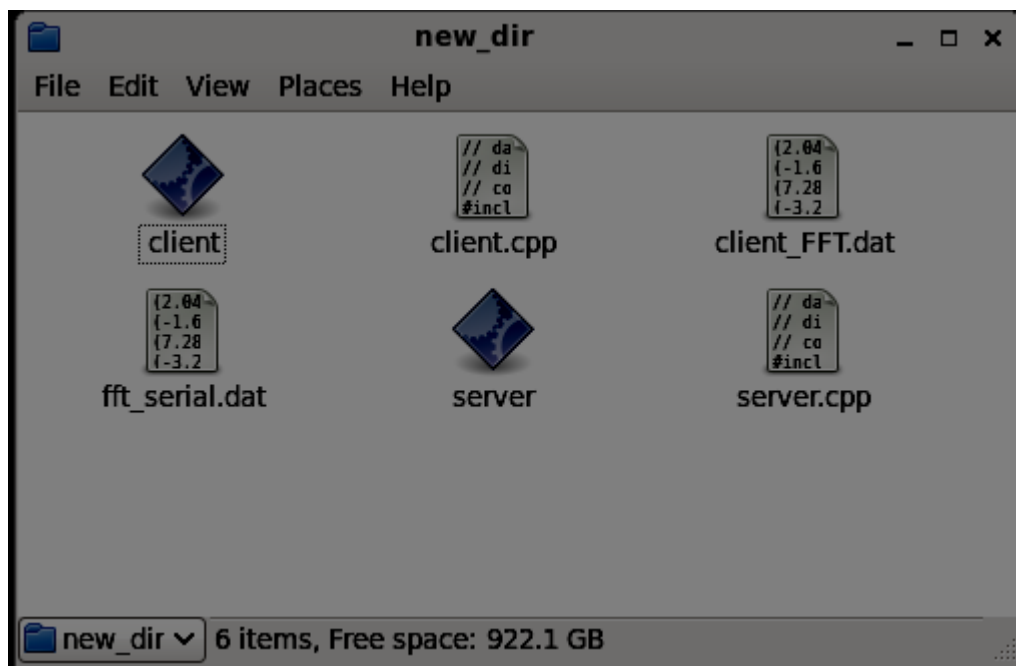 new_dir
File Edit View Places Help
// da
// di
// co
#incl
{2.04
{-1.6
{7.28
{-3.2
client client.cpp client_FFT.dat
{2.04
{-1.6
{7.28
{-3.2
// da
// di
// co
#incl
fft_serial.dat server server.cpp
new_dir 6 items, Free space: 922.1 GB